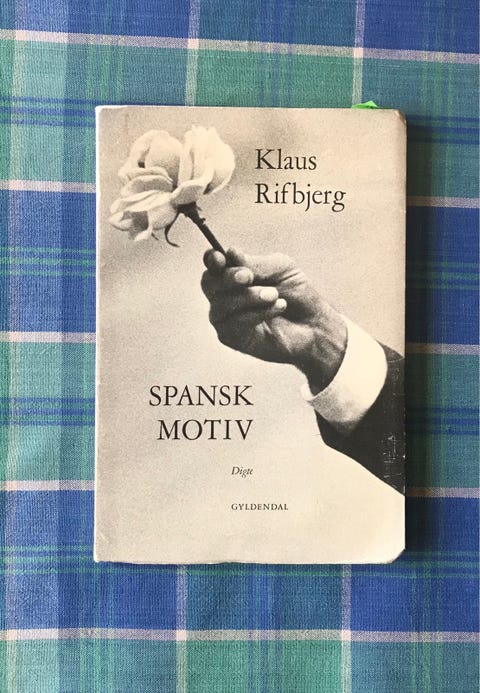 Klaus
Rifbjerg
SPANSK
MOTIV
Digte
GYLDENDAL